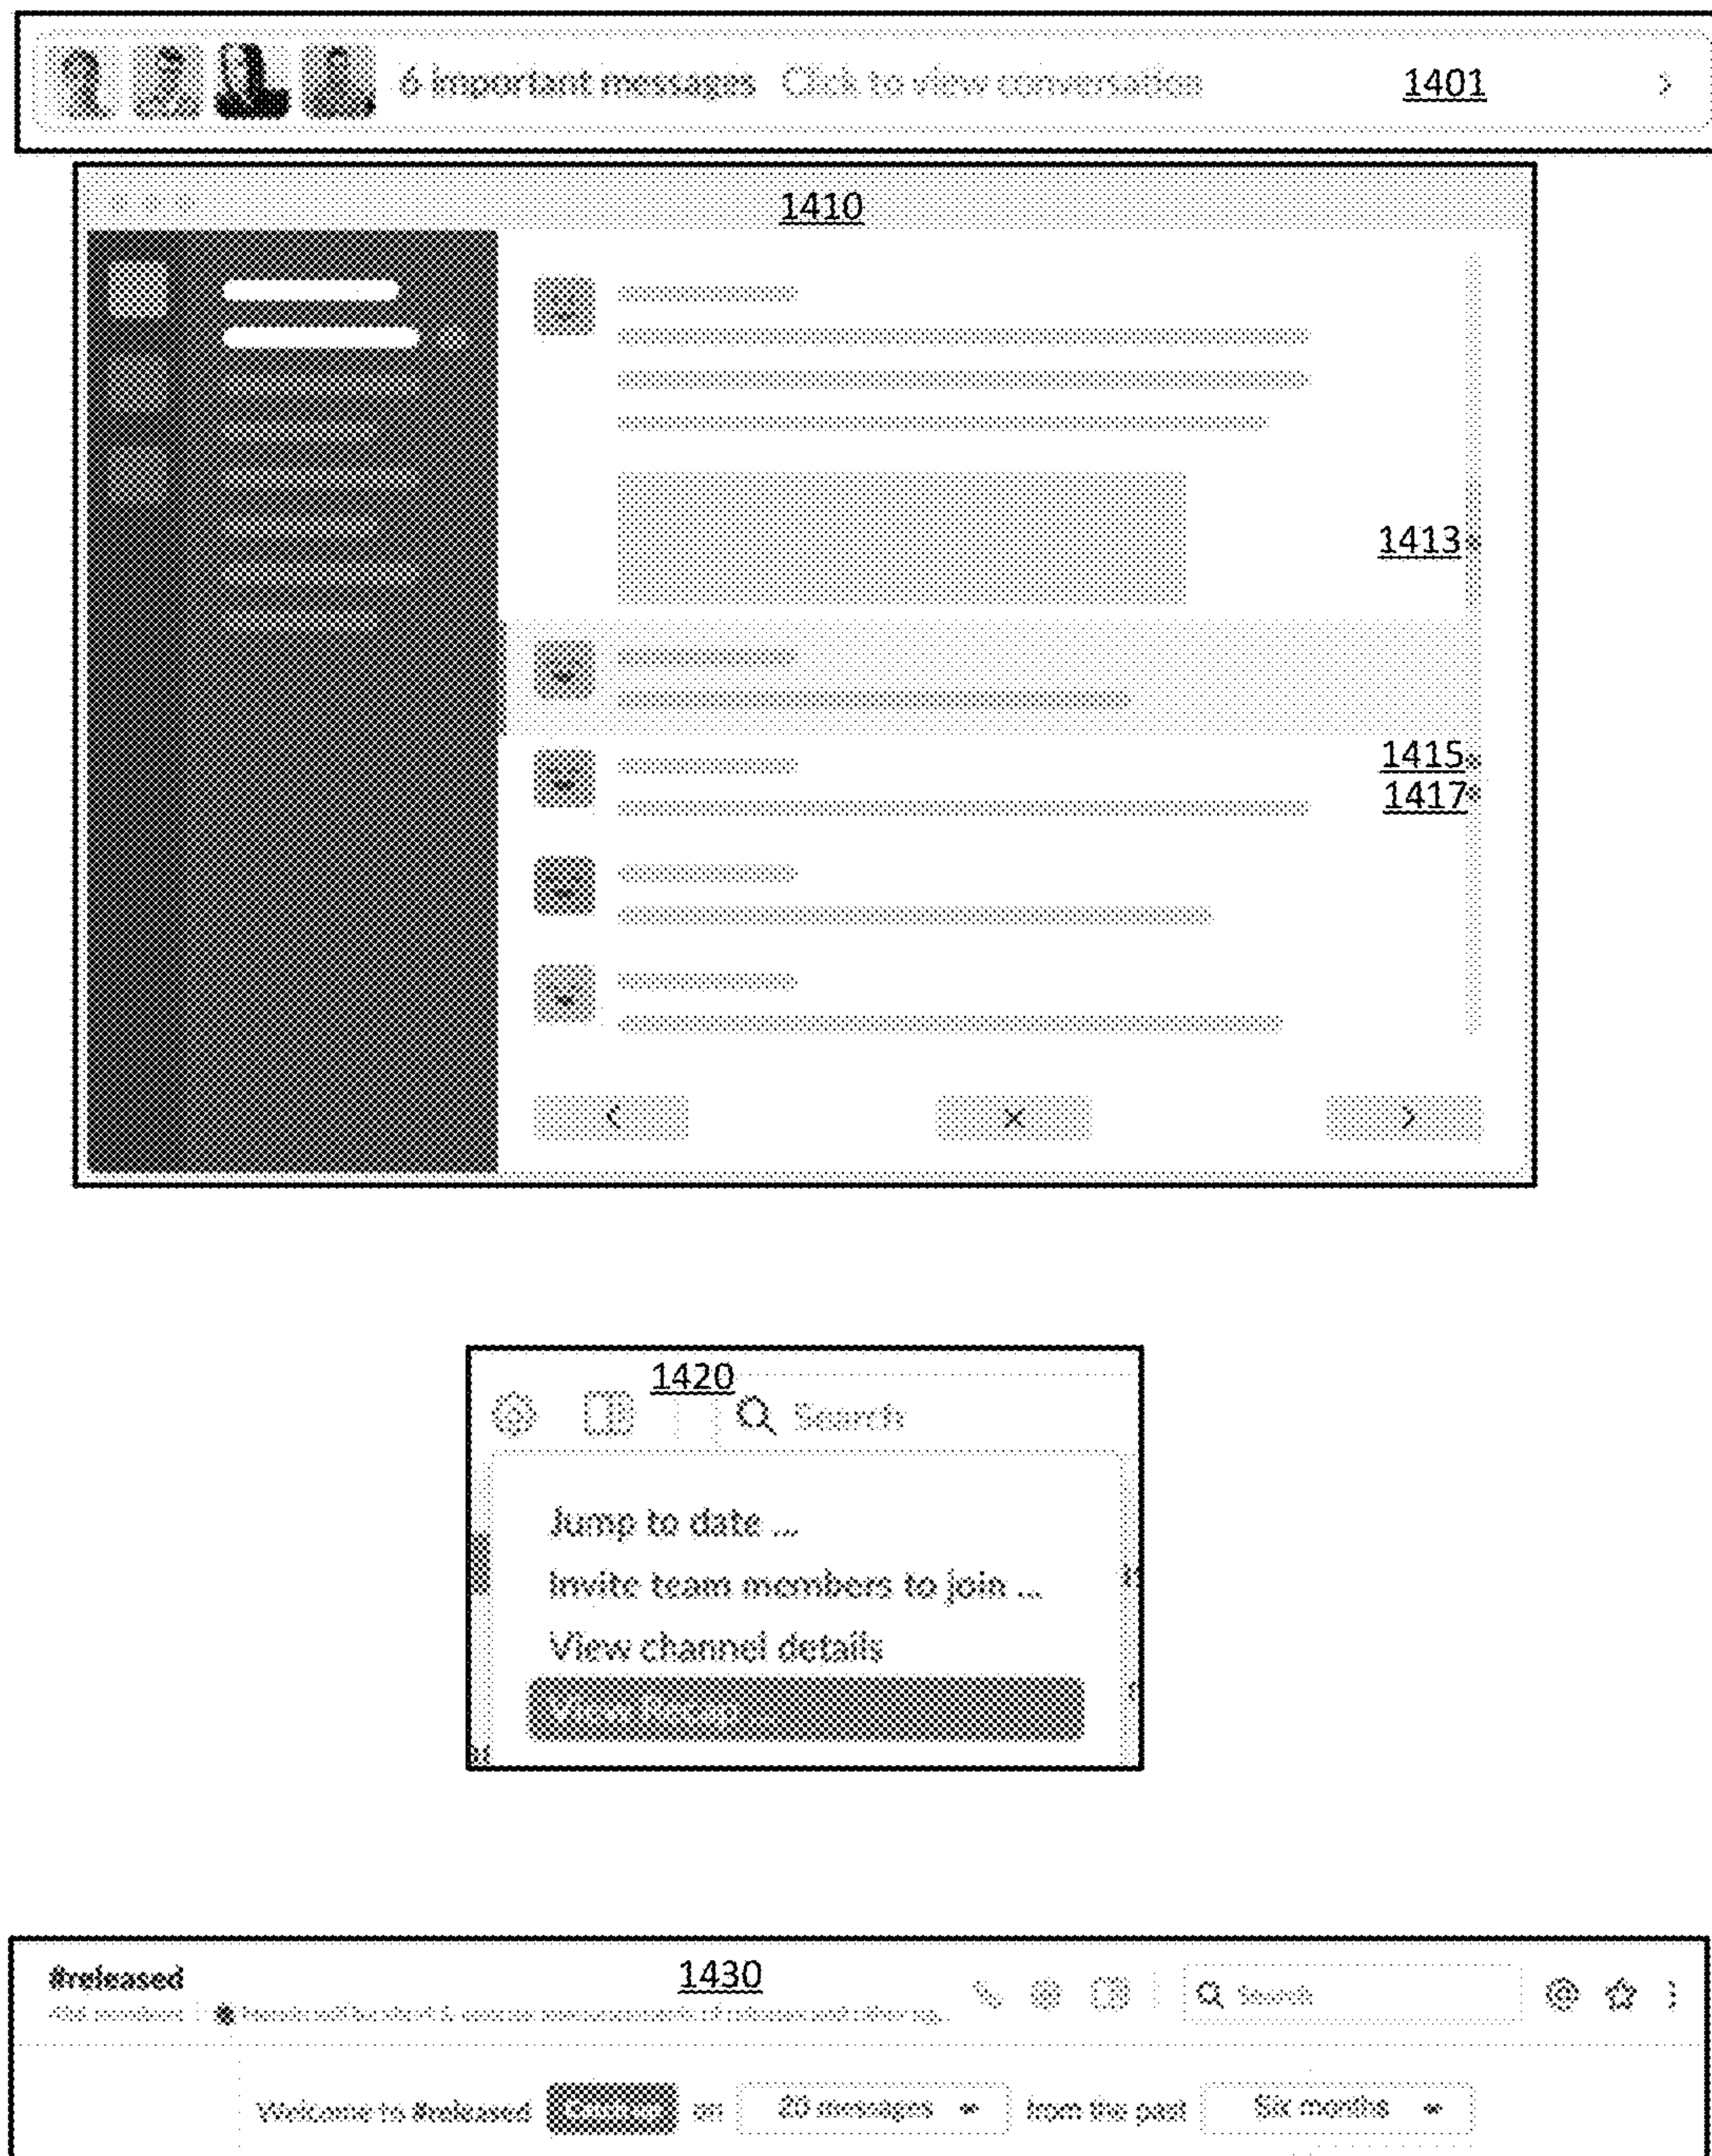 6 important messages Click to view conversation 1401
1410
1413
1415
1417
1420
Search
Jump to date ...
Invite team members to join ...
View channel details
View Recap
#released 1430
Search
Welcome to #released on 20 messages from the past Six months